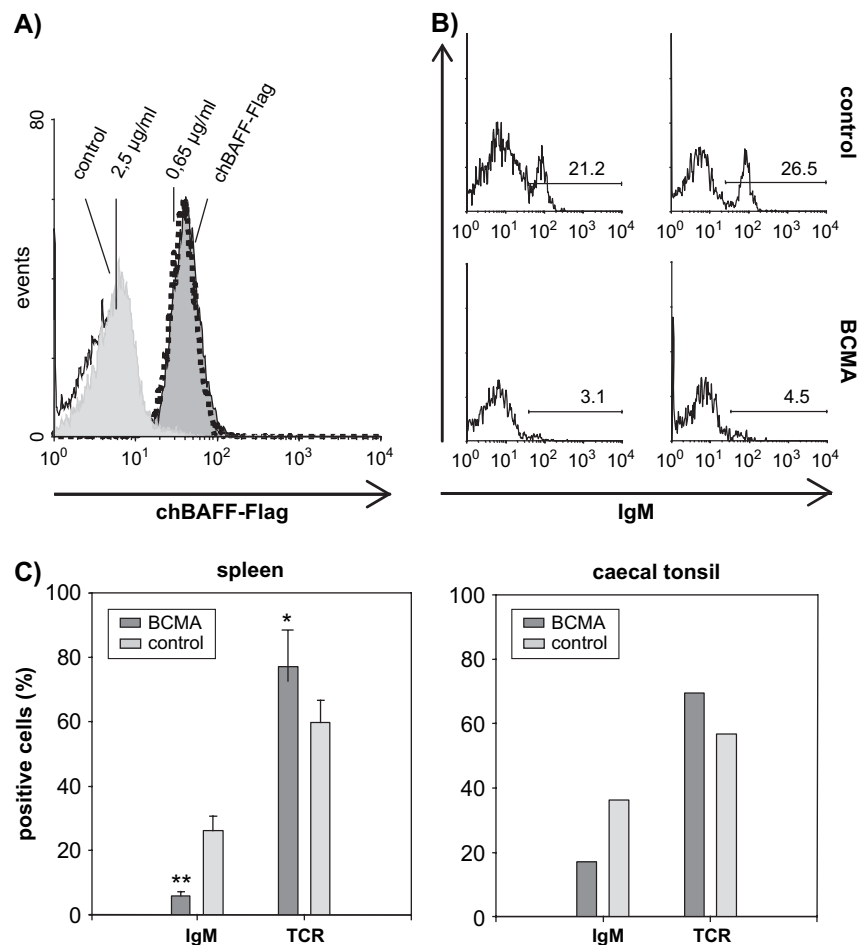 A)
control
2,5 µg/ml
0,65 µg/ml
chBAFF-Flag
80
events
0
10⁰ 10¹ 10² 10³ 10⁴
chBAFF-Flag
B)
21.2
10⁰ 10¹ 10² 10³ 10⁴
26.5
10⁰ 10¹ 10² 10³ 10⁴
control
3.1
10⁰ 10¹ 10² 10³ 10⁴
4.5
10⁰ 10¹ 10² 10³ 10⁴
BCMA
IgM
C)
spleen
positive cells (%)
100
80
60
40
20
0
BCMA
control
**
*
IgM TCR
caecal tonsil
100
80
60
40
20
0
BCMA
control
IgM TCR